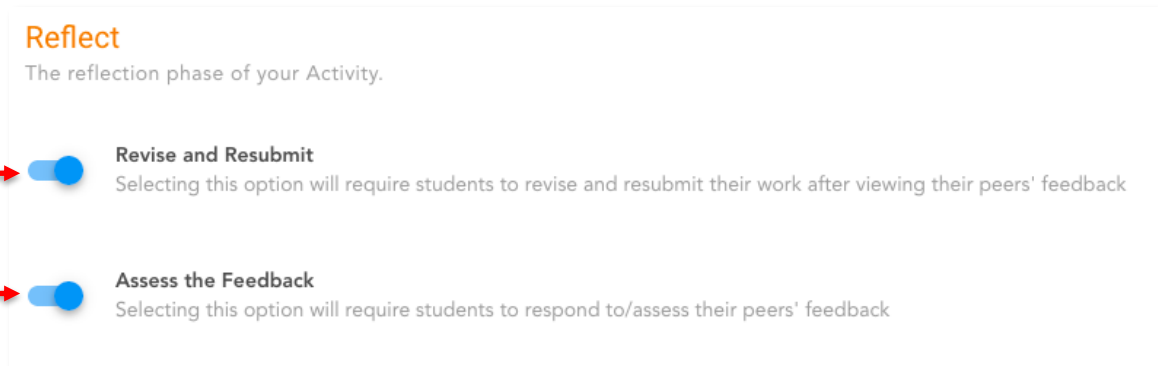 Reflect
The reflection phase of your Activity.
Revise and Resubmit
Selecting this option will require students to revise and resubmit their work after viewing their peers' feedback
Assess the Feedback
Selecting this option will require students to respond to/assess their peers' feedback